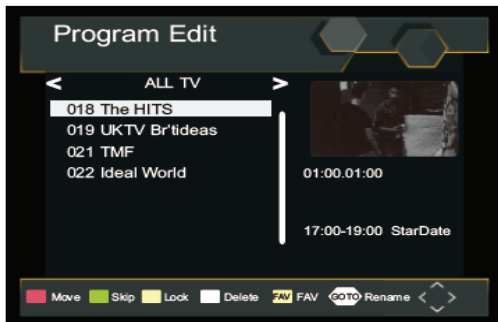 Program Edit
< ALL TV >
018 The HITS
019 UKTV Br'tideas
021 TMF
022 Ideal World
01:00.01:00
17:00-19:00 StarDate
Move Skip Lock Delete FAV FAV GOTO Rename